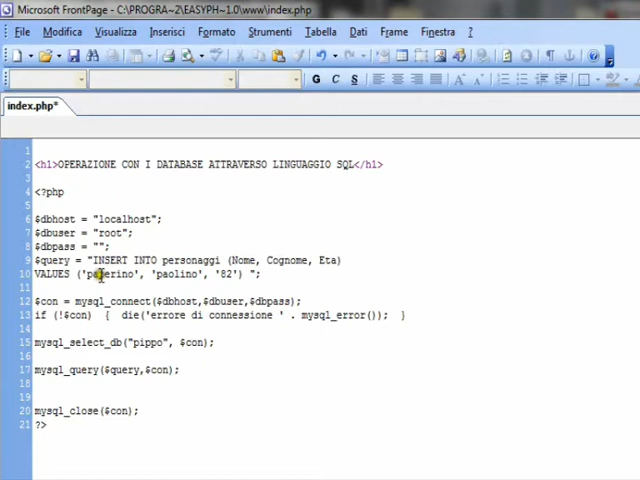 Microsoft FrontPage - C:\PROGRA~2\EASYPH~1.0\www\index.php
File Modifica Visualizza Inserisci Formato Strumenti Tabella Dati Frame Finestra ?
G C S
index.php*
1
2 <h1>OPERAZIONE CON I DATABASE ATTRAVERSO LINGUAGGIO SQL</h1>
3
4 <?php
5
6 $dbhost = "localhost";
7 $dbuser = "root";
8 $dbpass = "";
9 $query = "INSERT INTO personaggi (Nome, Cognome, Eta)
10 VALUES ('paperino', 'paolino', '82') ";
11
12 $con = mysql_connect($dbhost,$dbuser,$dbpass);
13 if (!$con) { die('errore di connessione ' . mysql_error()); }
14
15 mysql_select_db("pippo", $con);
16
17 mysql_query($query,$con);
18
19
20 mysql_close($con);
21 ?>